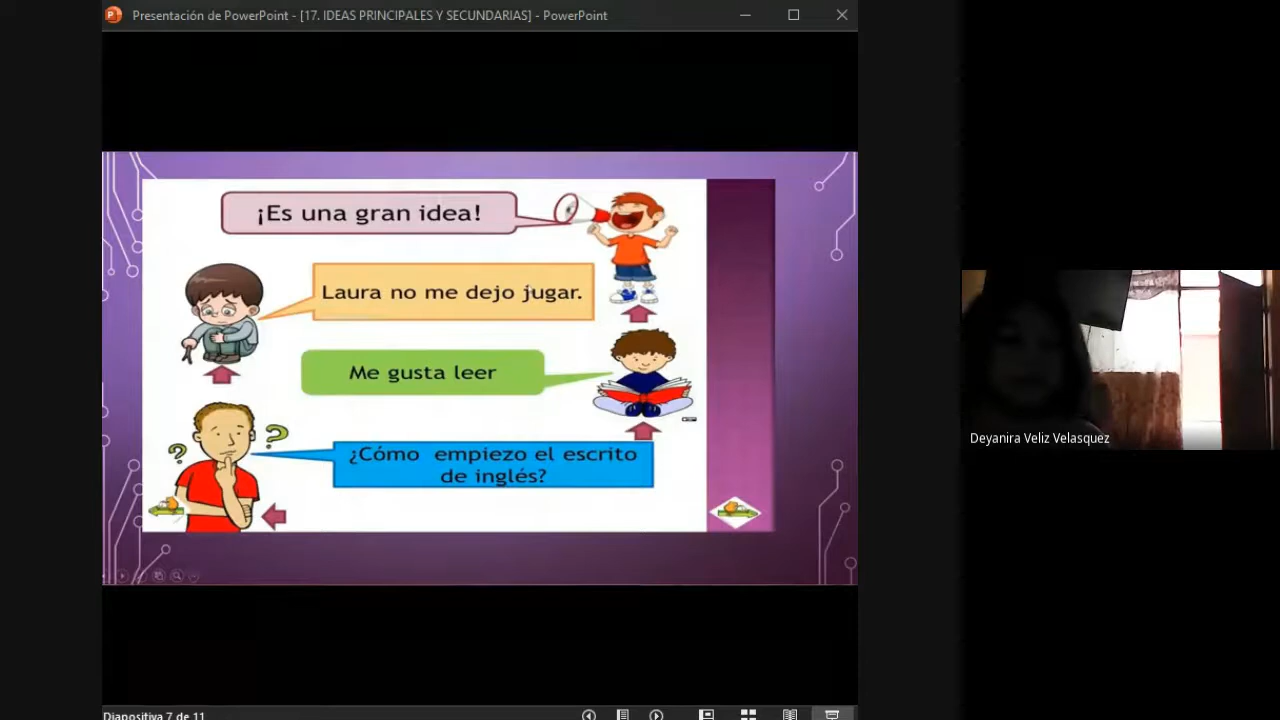 Presentación de PowerPoint - [17. IDEAS PRINCIPALES Y SECUNDARIAS] - PowerPoint
¡Es una gran idea!
Laura no me dejo jugar.
Me gusta leer
¿Cómo empiezo el escrito
de inglés?
Deyanira Veliz Velasquez
Diapositiva 7 de 11